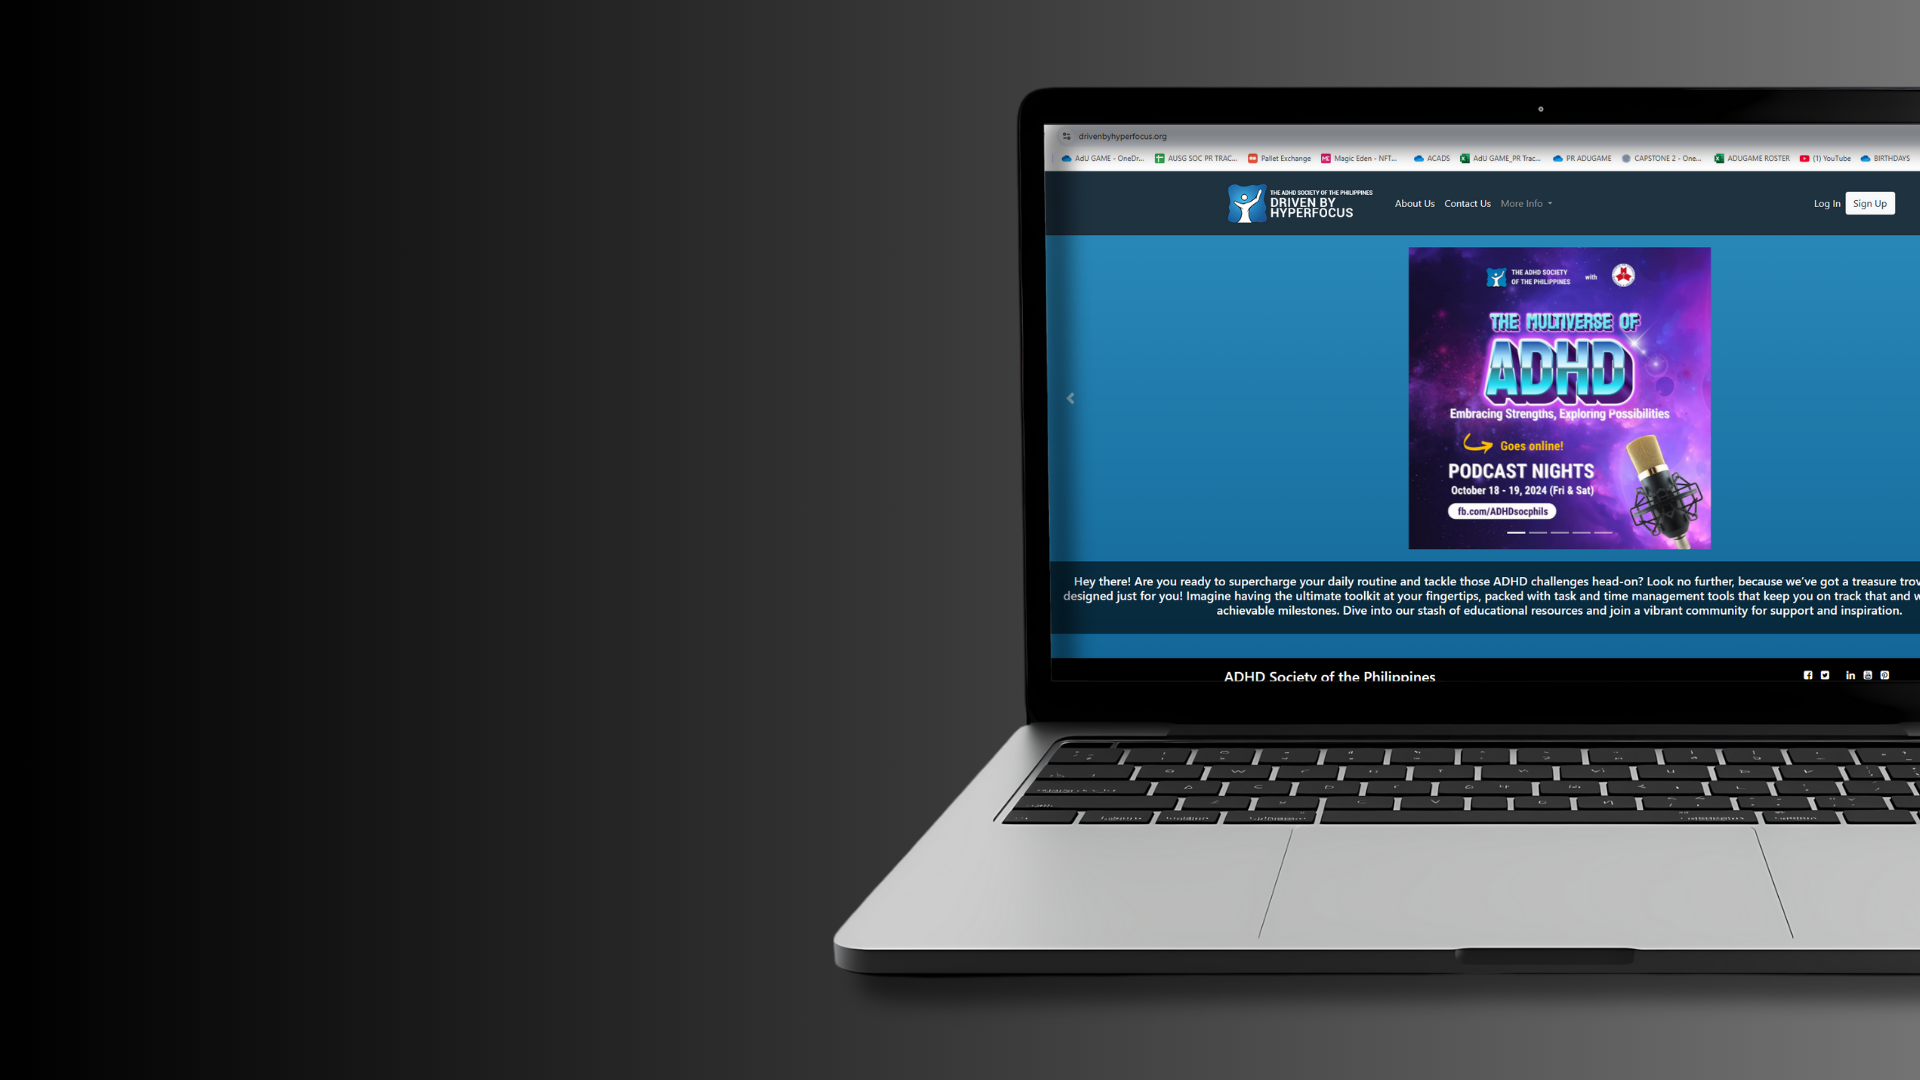 drivenbyhyperfocus.org
AdU GAME - OneDr...
AUSG SOC PR TRAC...
Pallet Exchange
Magic Eden - NFT...
ACADS
AdU GAME_PR Trac...
PR ADUGAME
CAPSTONE 2 - One...
ADUGAME ROSTER
(1) YouTube
BIRTHDAYS
THE ADHD SOCIETY OF THE PHILIPPINES
DRIVEN BY
HYPERFOCUS
About Us
Contact Us
More Info
Log In
Sign Up
THE ADHD SOCIETY
OF THE PHILIPPINES
with
THE MULTIVERSE OF
ADHD
Embracing Strengths, Exploring Possibilities
Goes online!
PODCAST NIGHTS
October 18 - 19, 2024 (Fri & Sat)
fb.com/ADHDsocphils
Hey there! Are you ready to supercharge your daily routine and tackle those ADHD challenges head-on? Look no further, because we've got a treasure
designed just for you! Imagine having the ultimate toolkit at your fingertips, packed with task and time management tools that keep you on track that and
achievable milestones. Dive into our stash of educational resources and join a vibrant community for support and inspiration.
ADHD Society of the Philippines